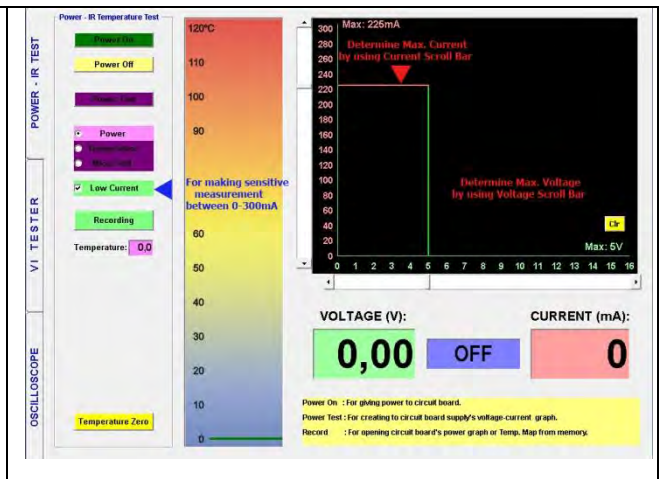 POWER - IR TEST
VI TESTER
OSCILLOSCOPE
Power - IR Temperature Test
Power On
Power Off
Power Test
Power
Temperature
Low Current
Recording
Temperature: 0,0
Temperature Zero
120°C
110
100
90
For making sensitive
measurement
between 0-300mA
60
50
40
30
20
10
0
Max: 225mA
300
280
260
240
220
200
180
160
140
120
100
80
60
40
20
0
Determine Max. Current
by using Current Scroll Bar
Determine Max. Voltage
by using Voltage Scroll Bar
Clr
Max: 5V
0 1 2 3 4 5 6 7 8 9 10 11 12 13 14 15 16
VOLTAGE (V):
0,00
OFF
CURRENT (mA):
0
Power On : For giving power to circuit board.
Power Test : For creating to circuit board supply's voltage-current graph.
Record : For opening circuit board's power graph or Temp. Map from memory.